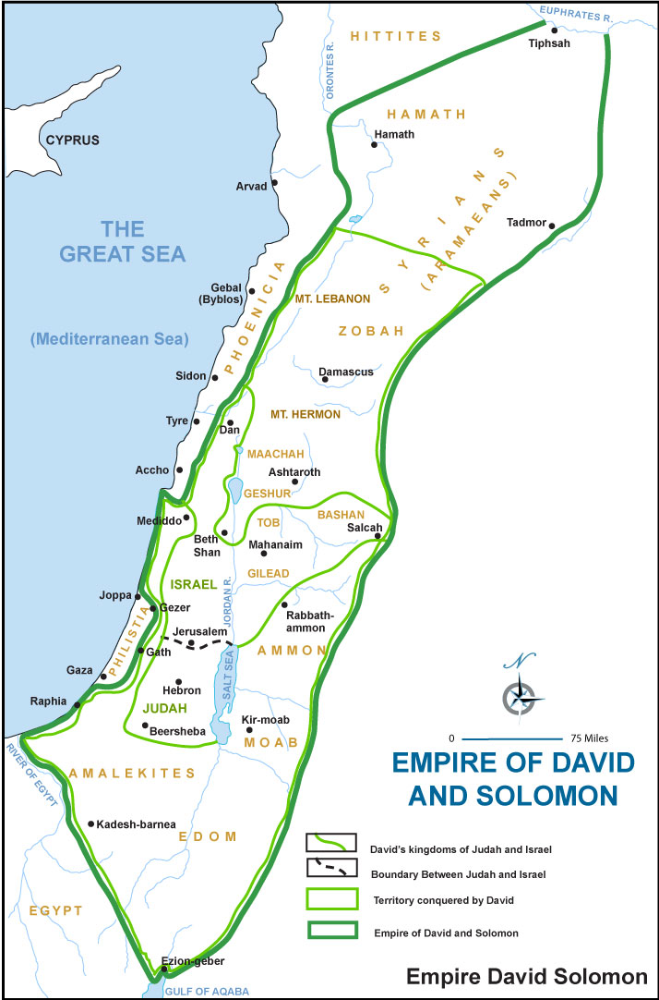 EUPHRATES R.
HITTITES
Tiphsah
ORONTES R.
HAMATH
Hamath
CYPRUS
Arvad
SYRIANS
(ARAMAEANS)
Tadmor
THE
GREAT SEA
Gebal
(Byblos)
PHOENICIA
MT. LEBANON
ZOBAH
(Mediterranean Sea)
Sidon
Damascus
Tyre
Dan
MT. HERMON
MAACHAH
Accho
Ashtaroth
GESHUR
Mediddo
TOB
BASHAN
Salcah
Beth
Shan
Mahanaim
GILEAD
ISRAEL
JORDAN R.
Joppa
Gezer
Rabbath-
ammon
PHILISTIA
Jerusalem
AMMON
Gath
Gaza
SALT SEA
Hebron
Raphia
JUDAH
Kir-moab
Beersheba
MOAB
N
0 75 Miles
RIVER OF EGYPT
AMALEKITES
EMPIRE OF DAVID
AND SOLOMON
Kadesh-barnea
EDOM
David's kingdoms of Judah and Israel
Boundary Between Judah and Israel
Territory conquered by David
EGYPT
Empire of David and Solomon
Ezion-geber
Empire David Solomon
GULF OF AQABA